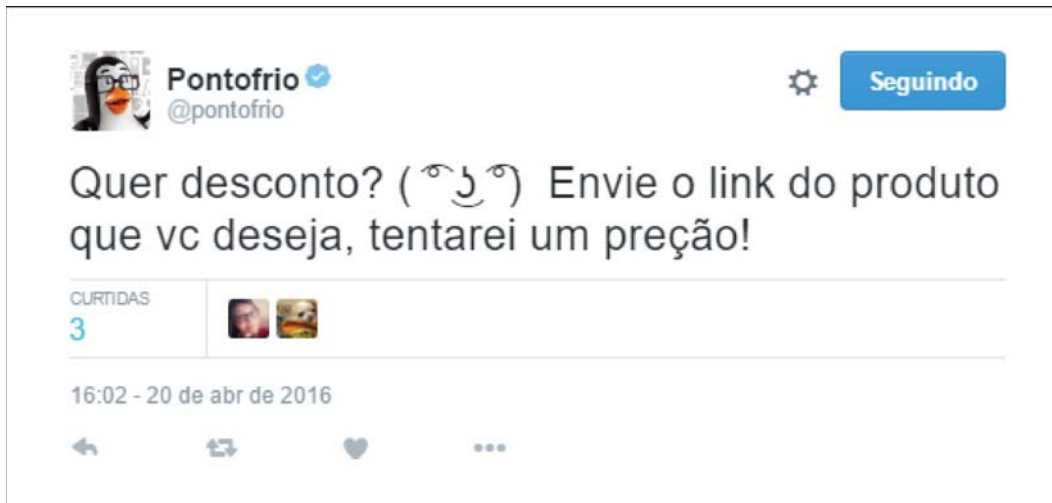 Pontofrio
@pontofrio
Seguindo
Quer desconto? ( ͡° ͜ʖ ͡°) Envie o link do produto
que vc deseja, tentarei um preção!
CURTIDAS
3
16:02 - 20 de abr de 2016